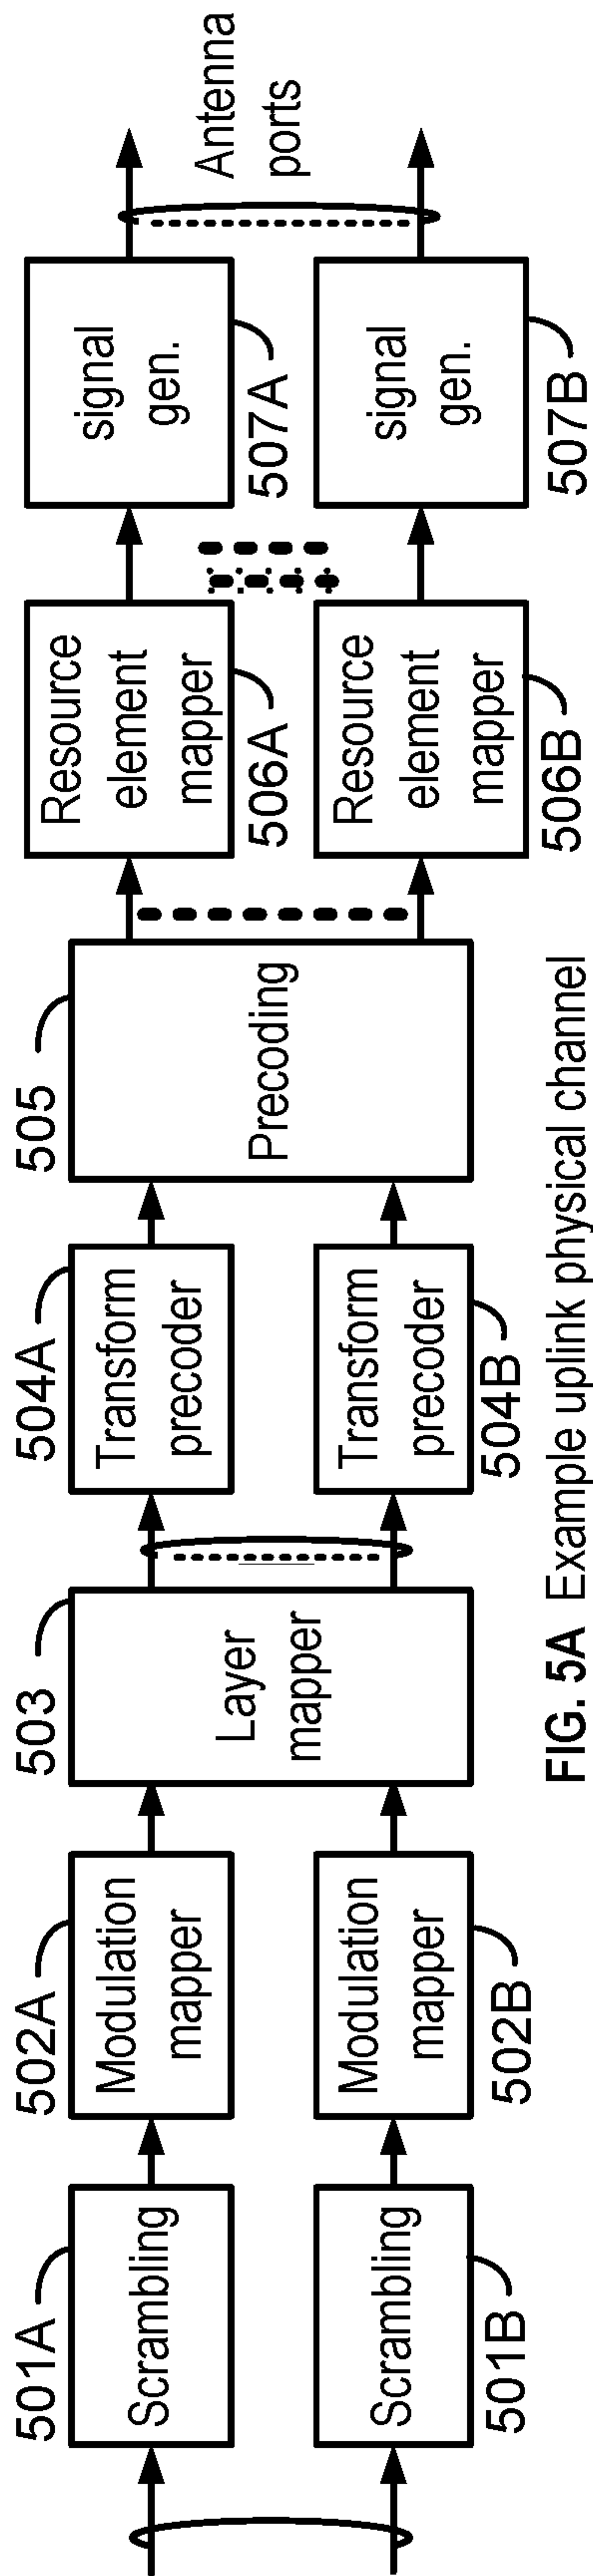 501A
502A
503
504A
505
Scrambling
Modulation
mapper
Layer
mapper
Transform
precoder
Precoding
Resource
element
mapper
signal
gen.
506A
507A
Antenna
ports
Scrambling
Modulation
mapper
Transform
precoder
Resource
element
mapper
signal
gen.
501B
502B
504B
506B
507B
FIG. 5A Example uplink physical channel